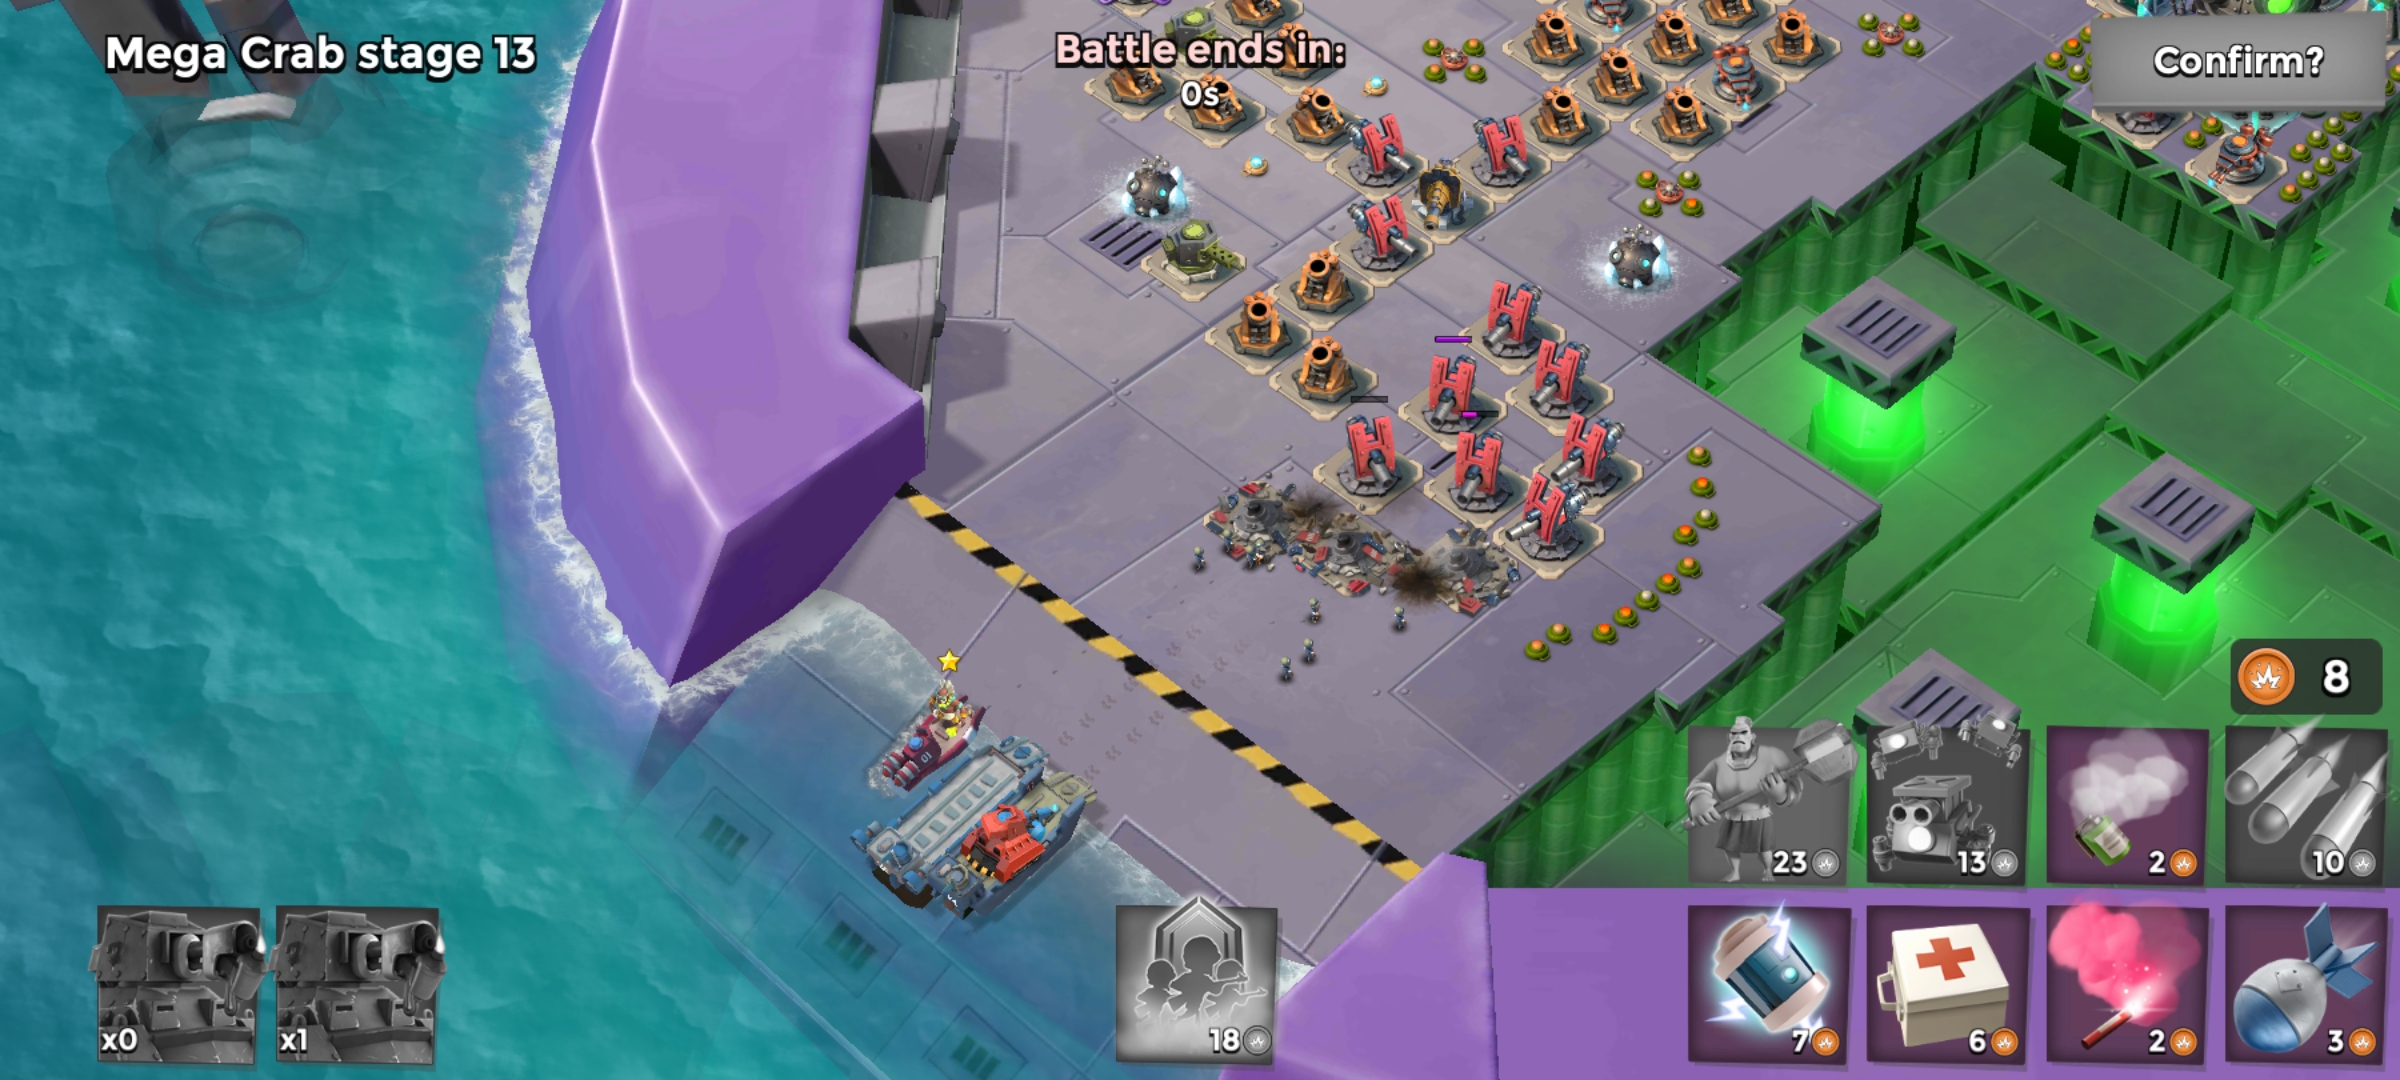 Mega Crab stage 13
Battle ends in:
0s
Confirm?
8
23
13
2
10
x0
x1
18
7
6
2
3